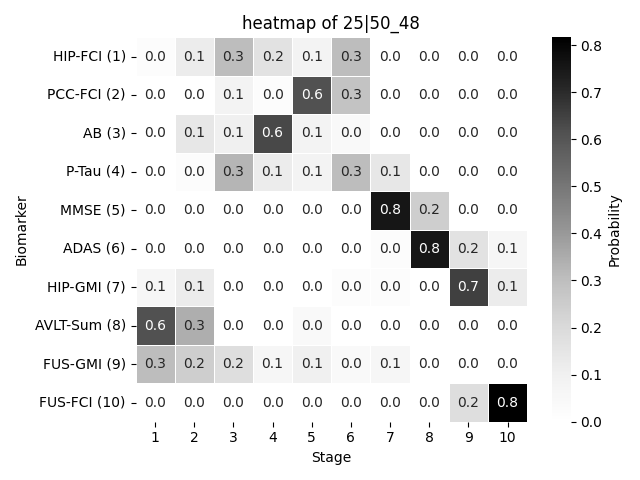 heatmap of 25|50_48
HIP-FCI (1) 0.0 0.1 0.3 0.2 0.1 0.3 0.0 0.0 0.0 0.0
PCC-FCI (2) 0.0 0.0 0.1 0.0 0.6 0.3 0.0 0.0 0.0 0.0
AB (3) 0.0 0.1 0.1 0.6 0.1 0.0 0.0 0.0 0.0 0.0
P-Tau (4) 0.0 0.0 0.3 0.1 0.1 0.3 0.1 0.0 0.0 0.0
MMSE (5) 0.0 0.0 0.0 0.0 0.0 0.0 0.8 0.2 0.0 0.0
ADAS (6) 0.0 0.0 0.0 0.0 0.0 0.0 0.0 0.8 0.2 0.1
HIP-GMI (7) 0.1 0.1 0.0 0.0 0.0 0.0 0.0 0.0 0.7 0.1
AVLT-Sum (8) 0.6 0.3 0.0 0.0 0.0 0.0 0.0 0.0 0.0 0.0
FUS-GMI (9) 0.3 0.2 0.2 0.1 0.1 0.0 0.1 0.0 0.0 0.0
FUS-FCI (10) 0.0 0.0 0.0 0.0 0.0 0.0 0.0 0.0 0.2 0.8
1 2 3 4 5 6 7 8 9 10
Stage
Biomarker
0.8
0.7
0.6
0.5
0.4
0.3
0.2
0.1
0.0
Probability